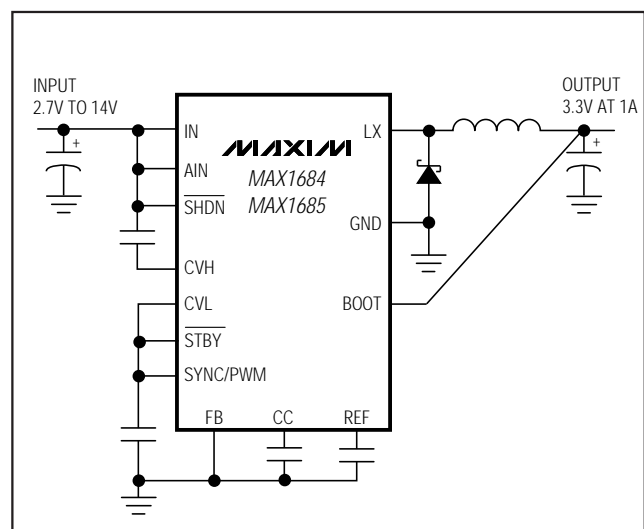 INPUT
2.7V TO 14V
OUTPUT
3.3V AT 1A
IN
LX
MAXIM
AIN
MAX1684
SHDN
MAX1685
GND
CVH
CVL
BOOT
STBY
SYNC/PWM
FB
CC
REF
+
+